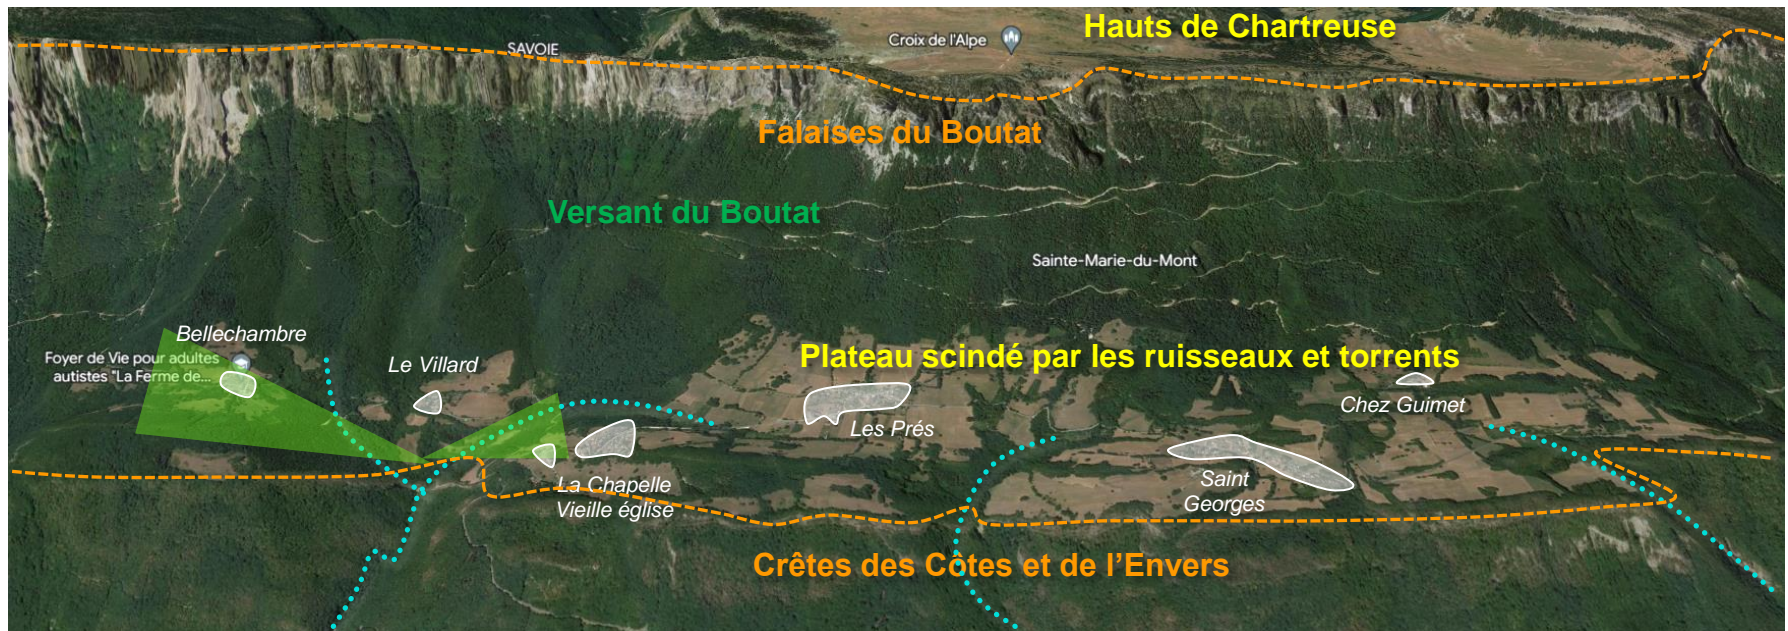 Hauts de Chartreuse
Croix de l'Alpe
SAVOIE
Falaises du Boutat
Versant du Boutat
Sainte-Marie-du-Mont
Bellechambre
Foyer de Vie pour adultes
autistes "La Ferme de...
Le Villard
Plateau scindé par les ruisseaux et torrents
Chez Guimet
Les Prés
La Chapelle
Vieille église
Saint
Georges
Crêtes des Côtes et de l'Envers